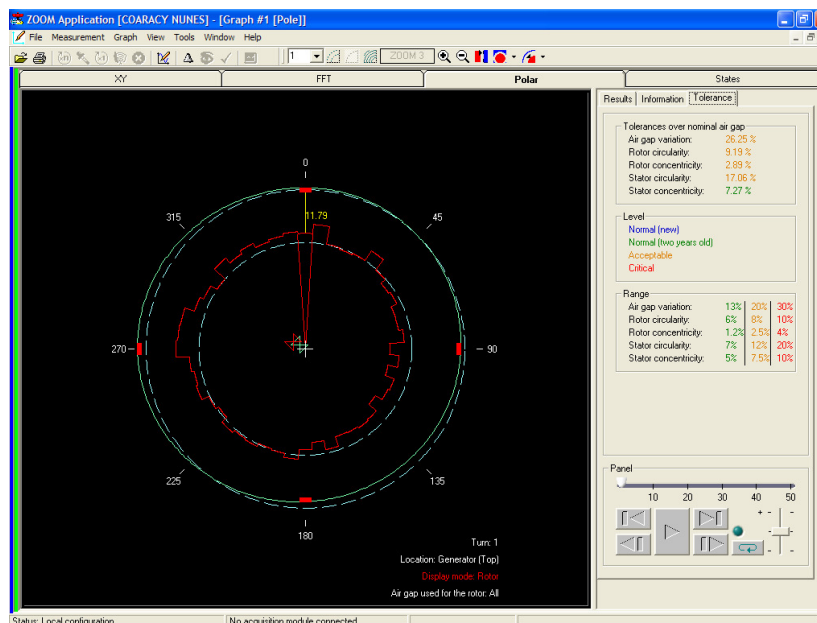 ZOOM Application [COARACY NUNES] - [Graph #1 [Pole]]
File Measurement Graph View Tools Window Help
1 ZOOM 3
XY FFT Polar States
Results Information Tolerance
Tolerances over nominal air gap
Air gap variation: 26.25 %
Rotor circularity: 9.19 %
Rotor concentricity: 2.89 %
Stator circularity: 17.06 %
Stator concentricity: 7.27 %
Level
Normal (new)
Normal (two years old)
Acceptable
Critical
Range
Air gap variation: 13% 20% 30%
Rotor circularity: 6% 8% 10%
Rotor concentricity: 1.2% 2.5% 4%
Stator circularity: 7% 12% 20%
Stator concentricity: 5% 7.5% 10%
0
315 11.79 45
270 90
225 135
180
Turn: 1
Location: Generator (Top)
Display mode: Rotor
Air gap used for the rotor: All
Panel
10 20 30 40 50
Status: Local configuration No acquisition module connected